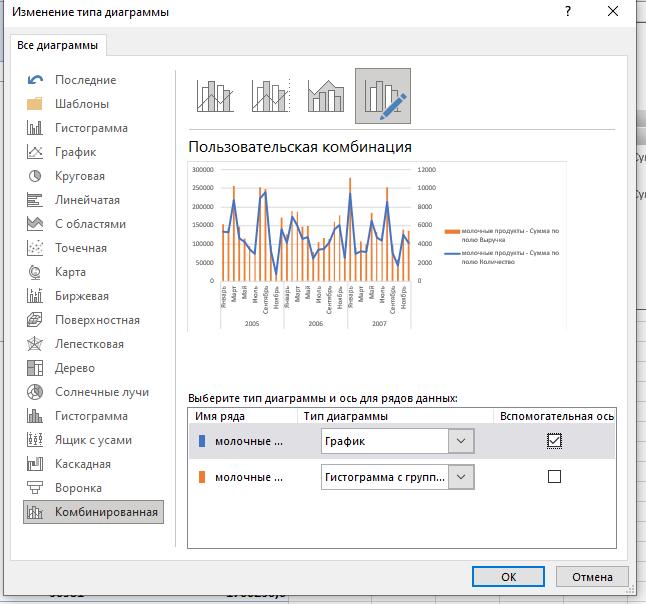 Изменение типа диаграммы
?
Все диаграммы
Последние
Шаблоны
Гистограмма
График
Круговая
Линейчатая
С областями
Точечная
Карта
Биржевая
Поверхностная
Лепестковая
Дерево
Солнечные лучи
Гистограмма
Ящик с усами
Каскадная
Воронка
Комбинированная
Пользовательская комбинация
300000
250000
200000
150000
100000
50000
0
12000
10000
8000
6000
4000
2000
0
Январь
Март
Май
Июль
Сентябрь
Ноябрь
Январь
Март
Май
Июль
Сентябрь
Ноябрь
Январь
Март
Май
Июль
Сентябрь
Ноябрь
2005
2006
2007
молочные продукты - Сумма по
полю Выручка
молочные продукты - Сумма по
полю Количество
Выберите тип диаграммы и ось для рядов данных:
Имя ряда Тип диаграммы Вспомогательная ось
молочные ... График
молочные ... Гистограмма с групп...
OK Отмена